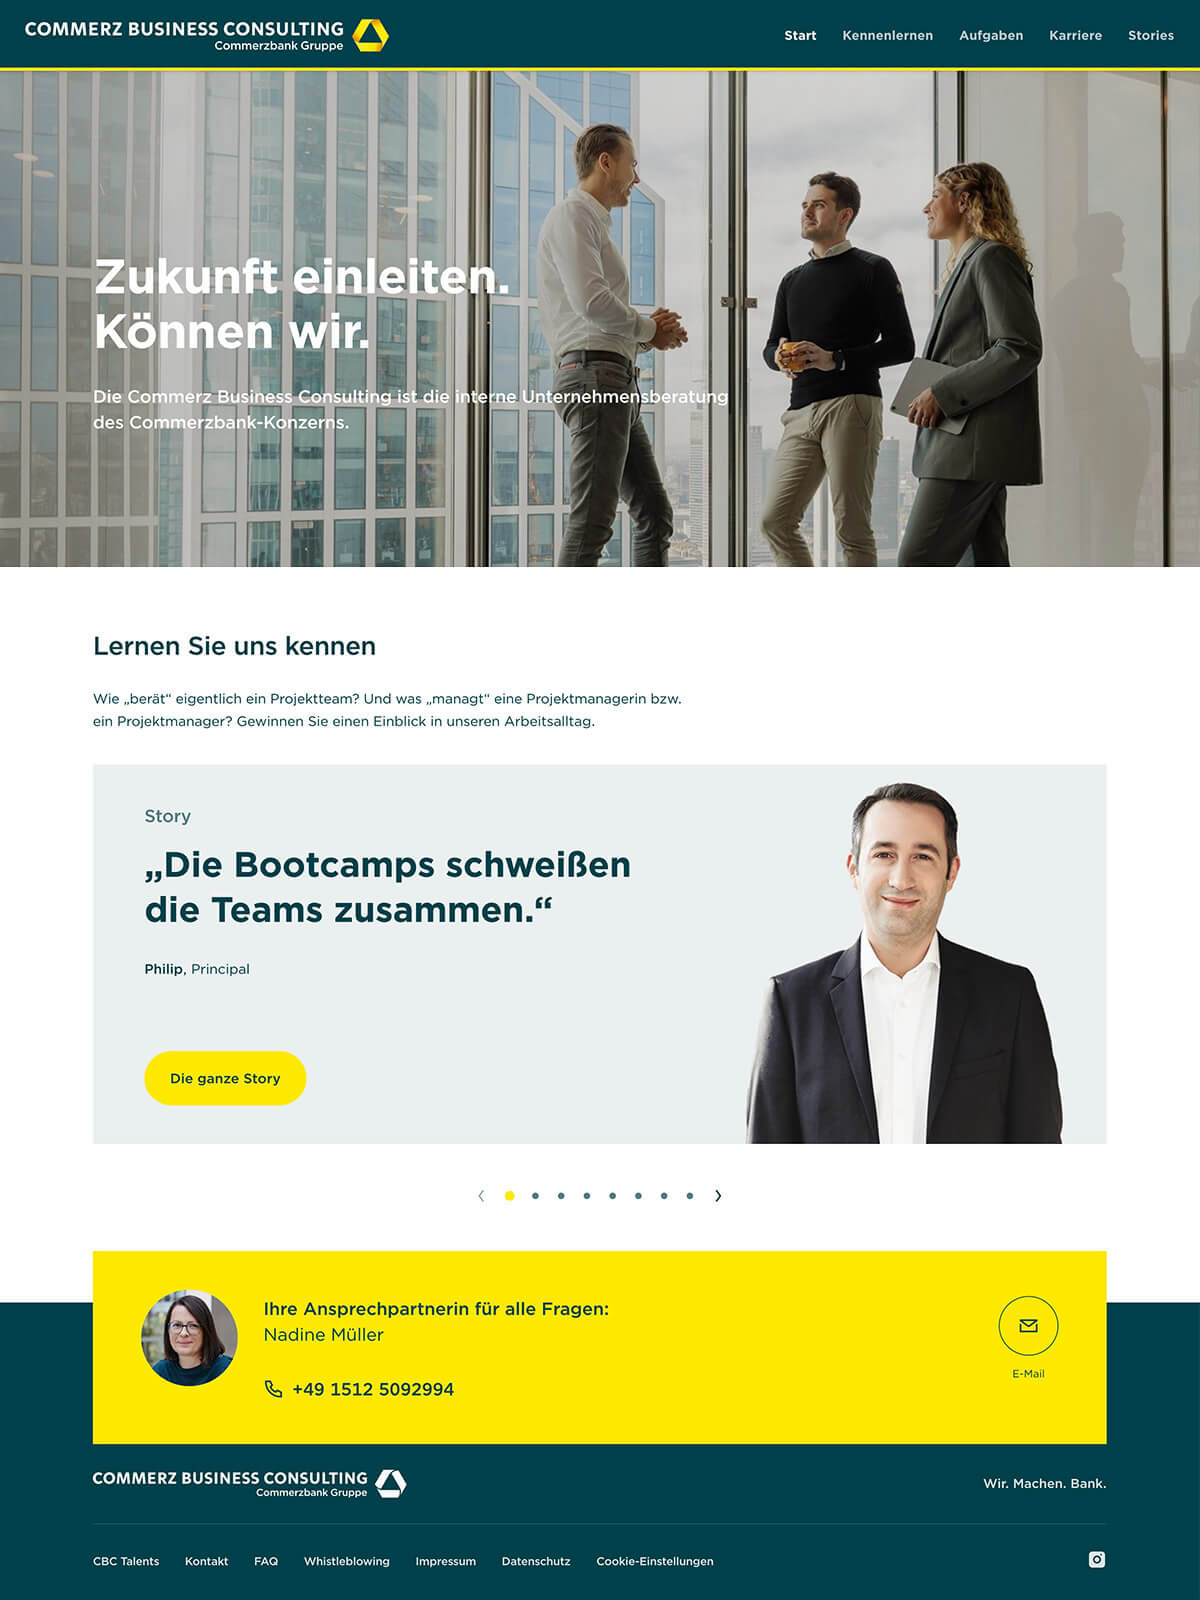 COMMERZ BUSINESS CONSULTING
Commerzbank Gruppe
Start Kennenlernen Aufgaben Karriere Stories
Zukunft einleiten.
Können wir.
Die Commerz Business Consulting ist die interne Unternehmensberatung
des Commerzbank-Konzerns.
Lernen Sie uns kennen
Wie „berät“ eigentlich ein Projektteam? Und was „managt“ eine Projektmanagerin bzw.
ein Projektmanager? Gewinnen Sie einen Einblick in unseren Arbeitsalltag.
Story
„Die Bootcamps schweißen
die Teams zusammen.“
Philip, Principal
Die ganze Story
Ihre Ansprechpartnerin für alle Fragen:
Nadine Müller
+49 1512 5092994
E-Mail
COMMERZ BUSINESS CONSULTING
Commerzbank Gruppe
Wir. Machen. Bank.
CBC Talents Kontakt FAQ Whistleblowing Impressum Datenschutz Cookie-Einstellungen